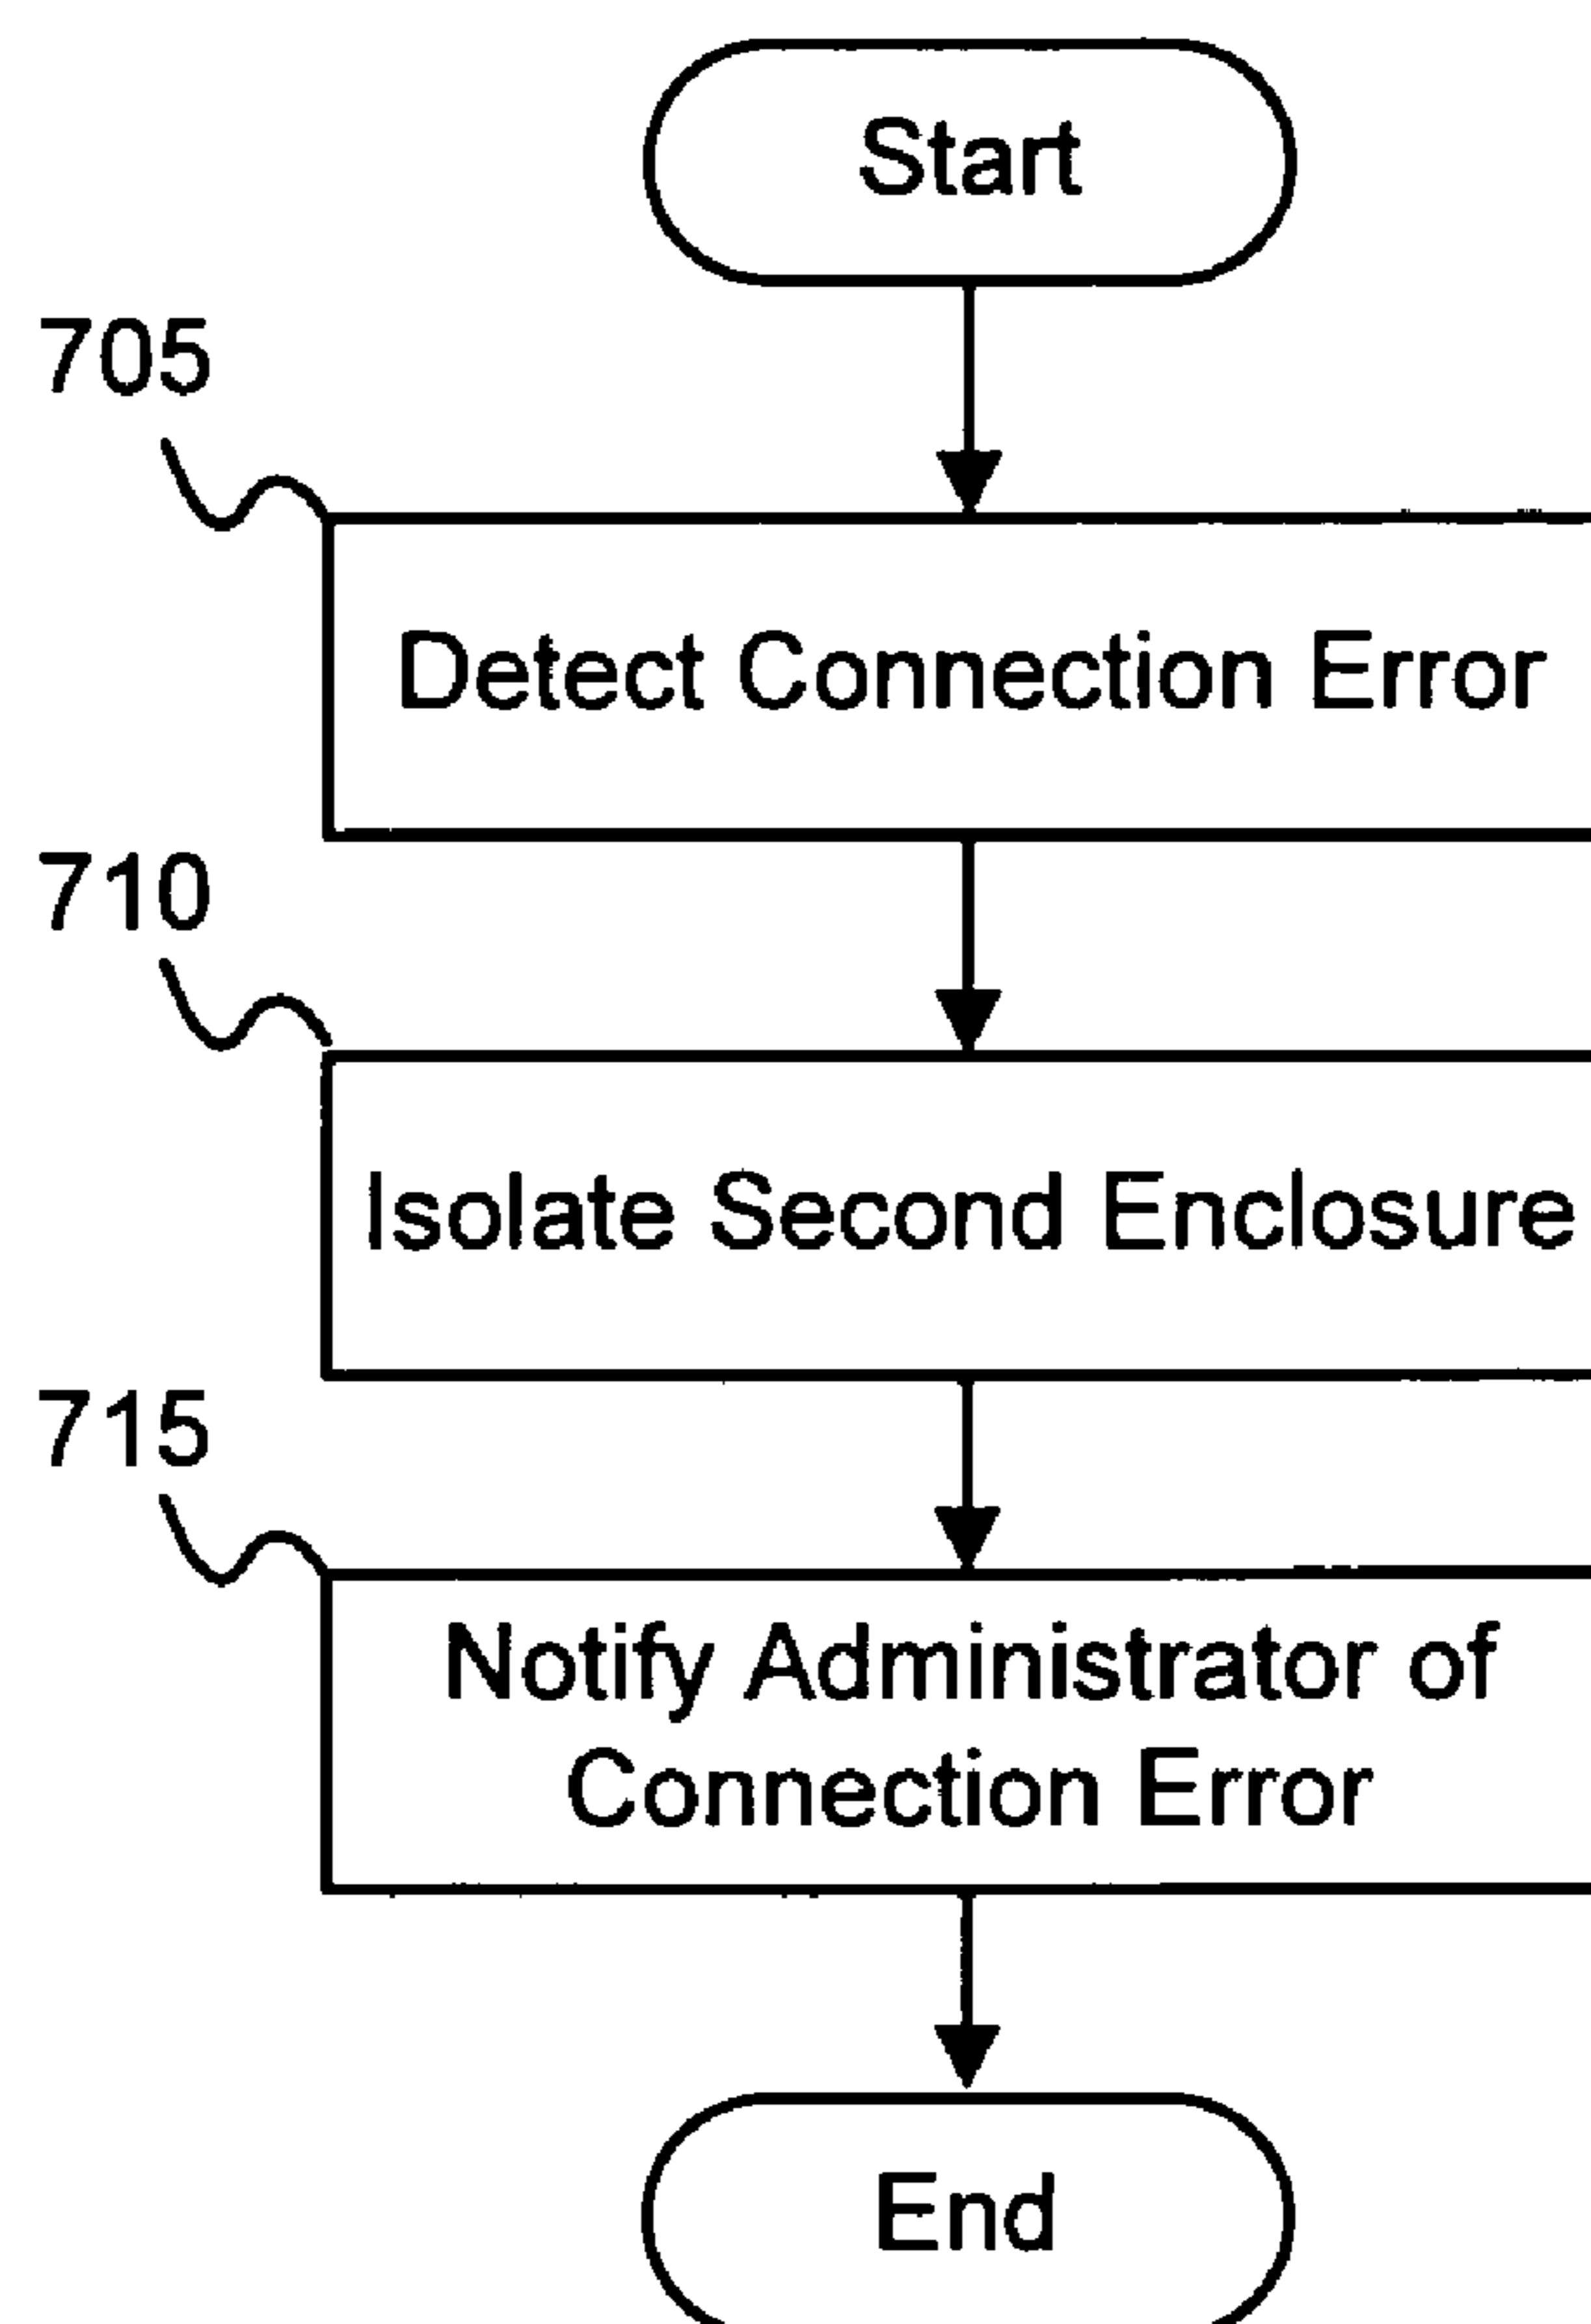 Start
705
Detect Connection Error
710
Isolate Second Enclosure
715
Notify Administrator of
Connection Error
End